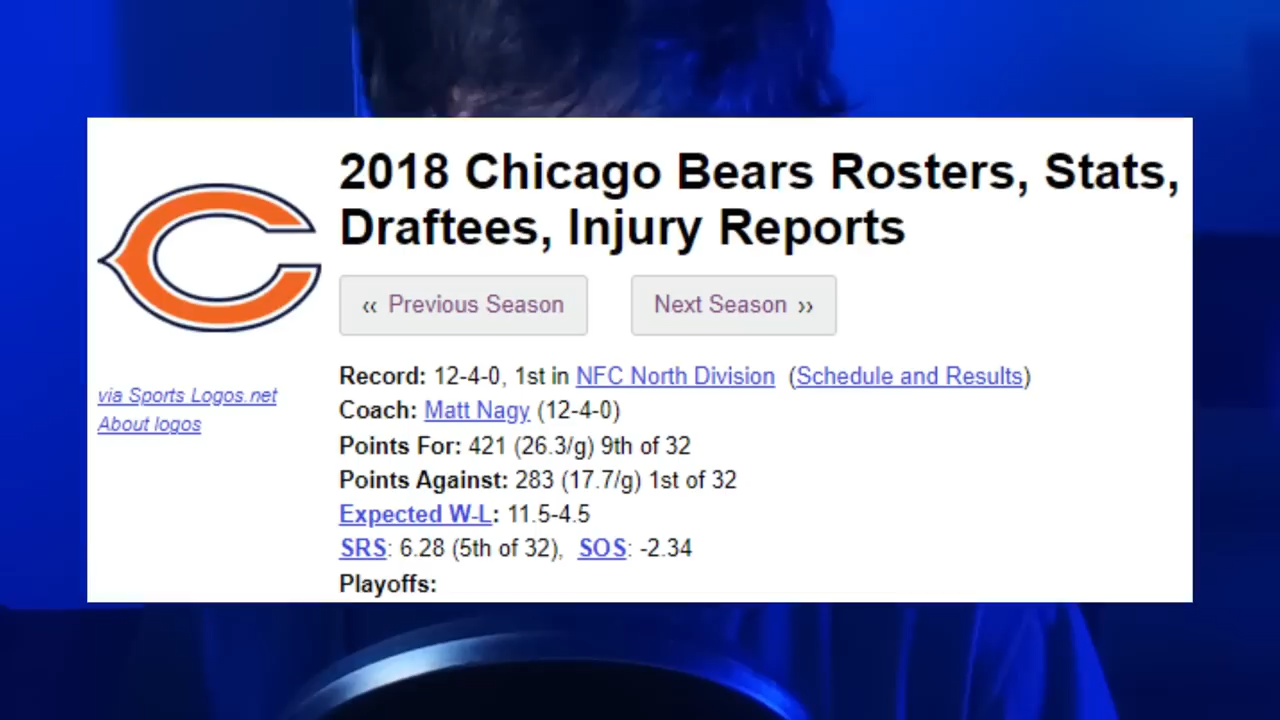 2018 Chicago Bears Rosters, Stats,
Draftees, Injury Reports
‹‹ Previous Season Next Season ››
Record: 12-4-0, 1st in NFC North Division (Schedule and Results)
via Sports Logos.net
Coach: Matt Nagy (12-4-0)
About logos
Points For: 421 (26.3/g) 9th of 32
Points Against: 283 (17.7/g) 1st of 32
Expected W-L: 11.5-4.5
SRS: 6.28 (5th of 32), SOS: -2.34
Playoffs: